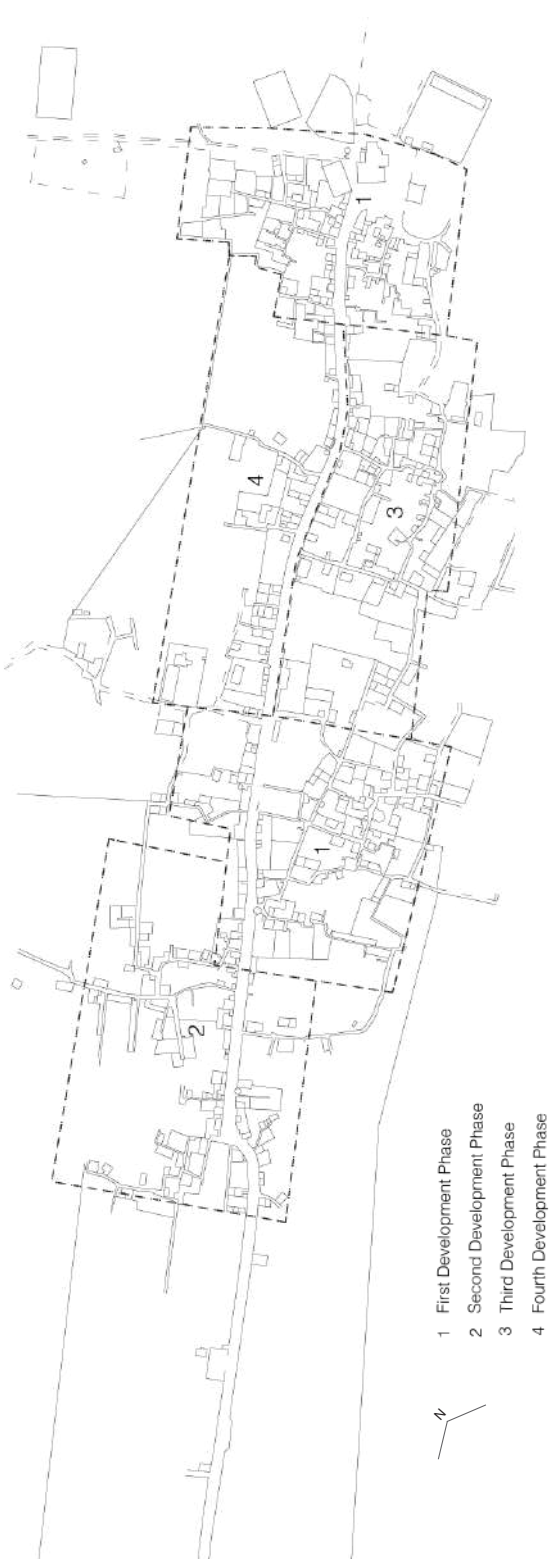 1
4
3
1
2
N
1 First Development Phase
2 Second Development Phase
3 Third Development Phase
4 Fourth Development Phase